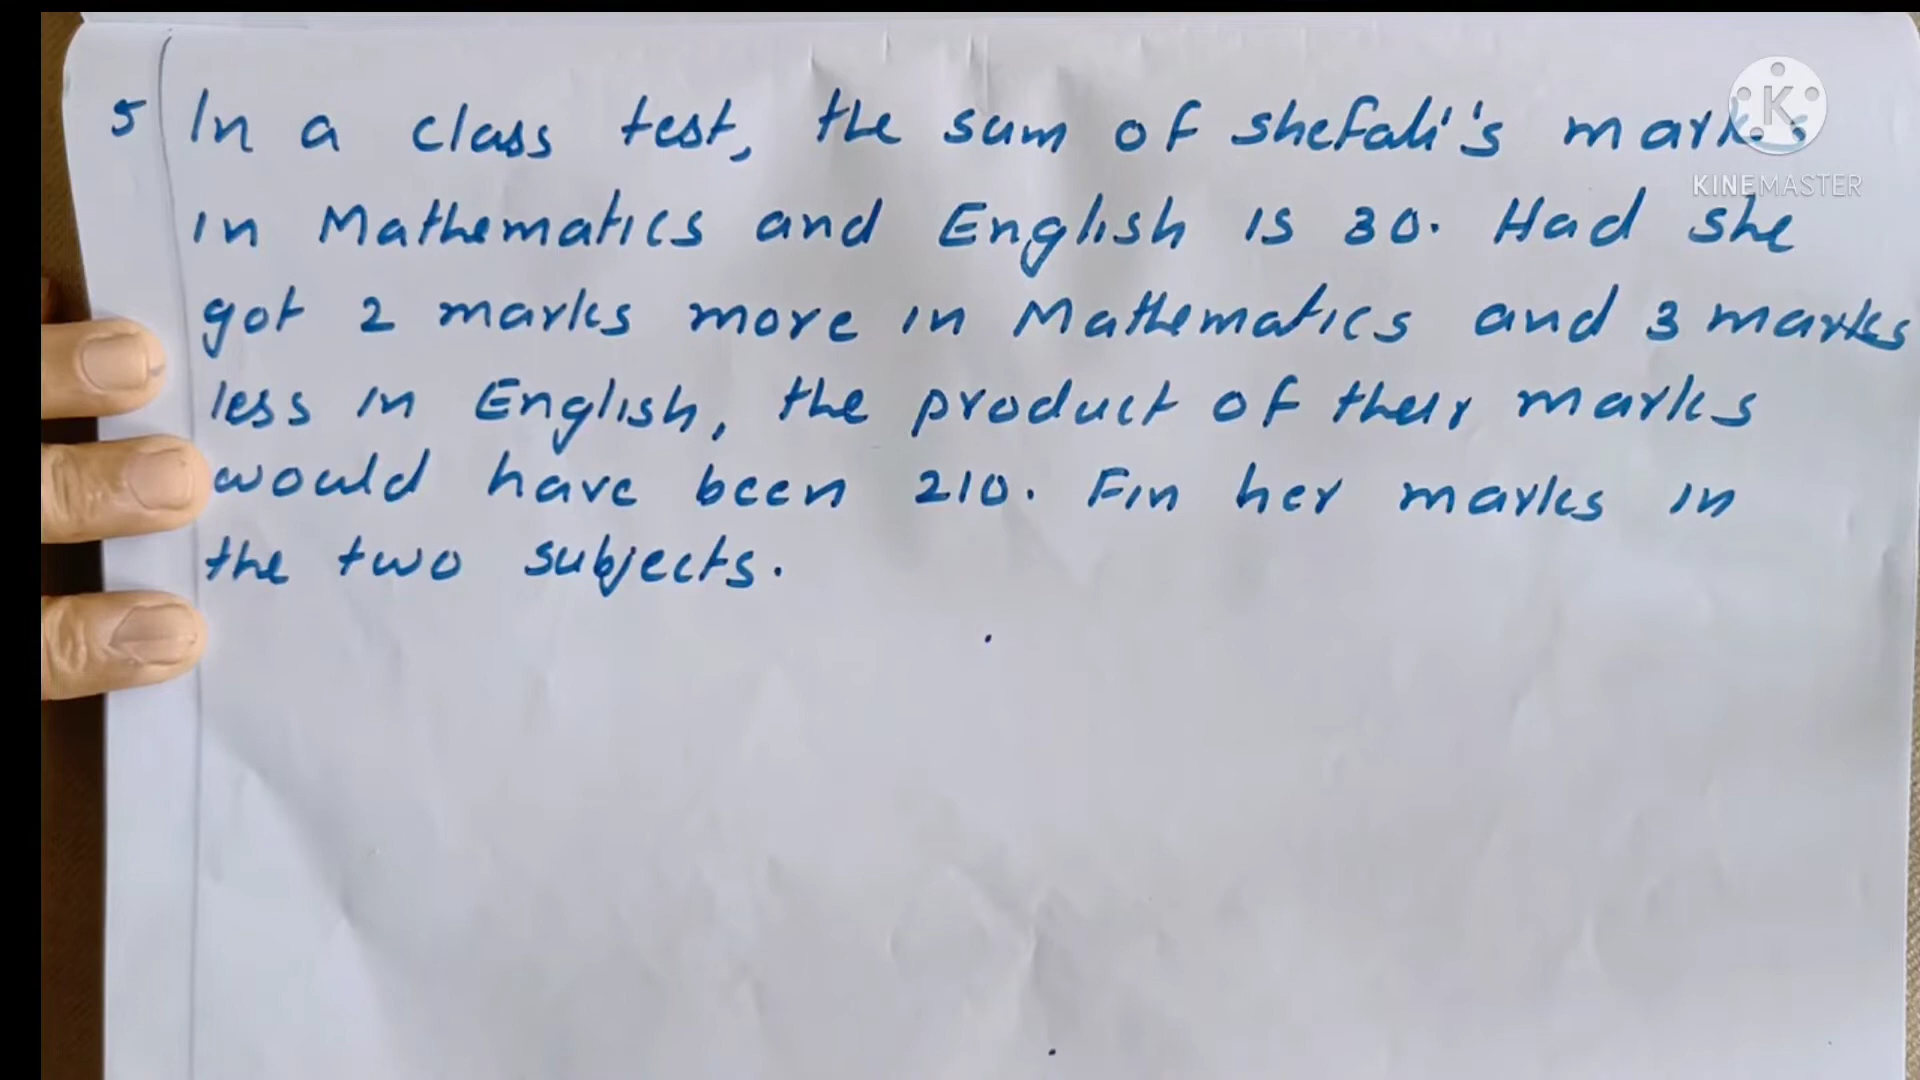 5 In a class test, the sum of shefali's marks
in Mathematics and English is 30. Had she
got 2 marks more in Mathematics and 3 marks
less in English, the product of their marks
would have been 210. Fin her marks in
the two subjects.
K
KINEMASTER